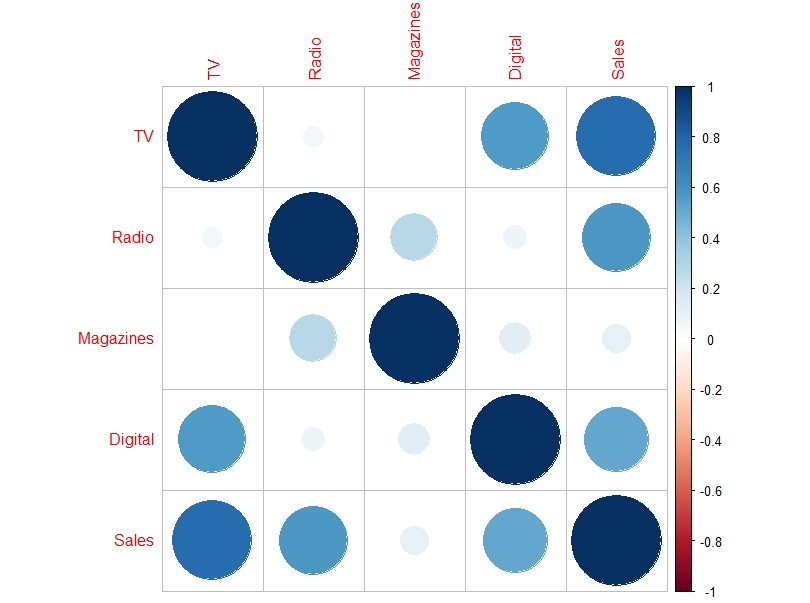 TV
Radio
Magazines
Digital
Sales
TV
Radio
Magazines
Digital
Sales
1
0.8
0.6
0.4
0.2
0
-0.2
-0.4
-0.6
-0.8
-1